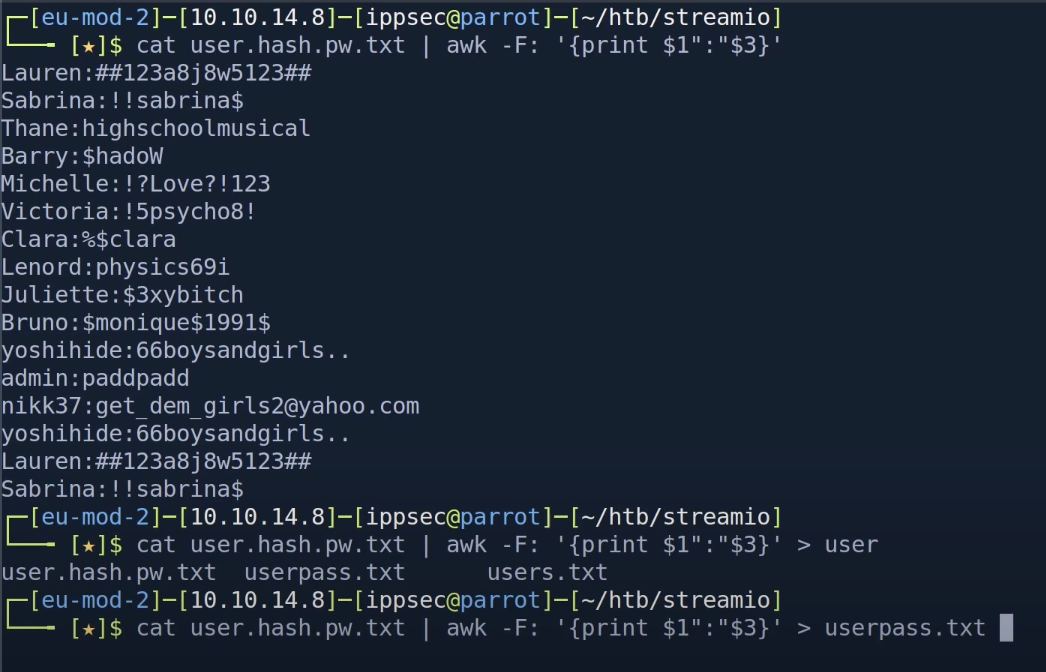 ┌─[eu-mod-2]─[10.10.14.8]─[ippsec@parrot]─[~/htb/streamio]
└──╼ [★]$ cat user.hash.pw.txt | awk -F: '{print $1":"$3}'
Lauren:##123a8j8w5123##
Sabrina:!!sabrina$
Thane:highschoolmusical
Barry:$hadoW
Michelle:!?Love?!123
Victoria:!5psycho8!
Clara:%$clara
Lenord:physics69i
Juliette:$3xybitch
Bruno:$monique$1991$
yoshihide:66boysandgirls..
admin:paddpadd
nikk37:get_dem_girls2@yahoo.com
yoshihide:66boysandgirls..
Lauren:##123a8j8w5123##
Sabrina:!!sabrina$
┌─[eu-mod-2]─[10.10.14.8]─[ippsec@parrot]─[~/htb/streamio]
└──╼ [★]$ cat user.hash.pw.txt | awk -F: '{print $1":"$3}' > user
user.hash.pw.txt  userpass.txt      users.txt
┌─[eu-mod-2]─[10.10.14.8]─[ippsec@parrot]─[~/htb/streamio]
└──╼ [★]$ cat user.hash.pw.txt | awk -F: '{print $1":"$3}' > userpass.txt